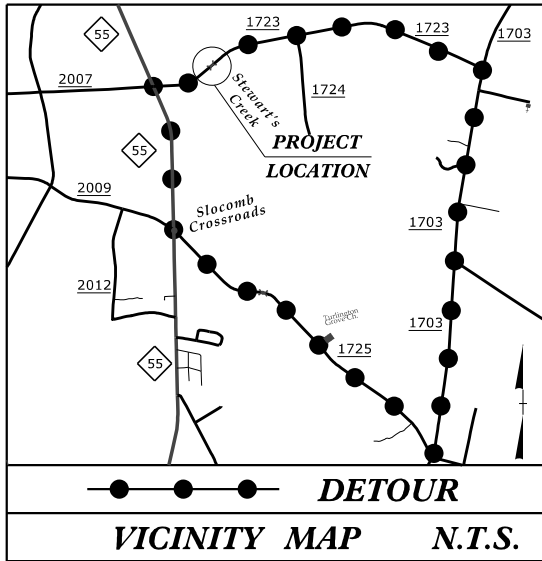 1723
1723
1703
55
2007
Stewart's
Creek
1724
PROJECT
LOCATION
55
2009
Slocomb
Crossroads
1703
2012
Turlington
Grove Ch.
1703
1725
55
DETOUR
VICINITY MAP N.T.S.